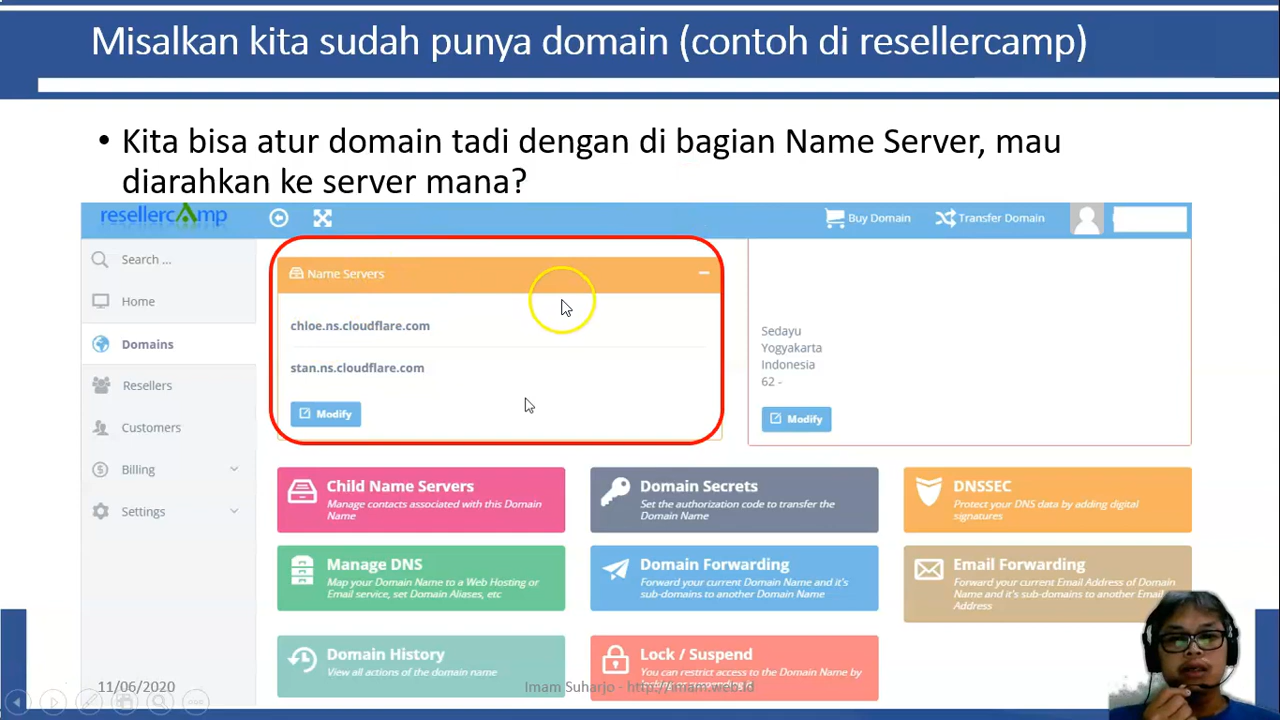 Misalkan kita sudah punya domain (contoh di resellercamp)
• Kita bisa atur domain tadi dengan di bagian Name Server, mau
diarahkan ke server mana?
resellercamp
Buy Domain
Transfer Domain
Search ...
Home
Domains
Resellers
Customers
Billing
Settings
Name Servers
chloe.ns.cloudflare.com
stan.ns.cloudflare.com
Modify
Sedayu
Yogyakarta
Indonesia
62 -
Modify
Child Name Servers
Manage contacts associated with this Domain
Name
Domain Secrets
Set the authorization code to transfer the
Domain Name
DNSSEC
Protect your DNS data by adding digital
signatures
Manage DNS
Map your Domain Name to a Web Hosting or
Email service, set Domain Aliases, etc
Domain Forwarding
Forward your current Domain Name and it's
sub-domains to another Domain Name
Email Forwarding
Forward your current Email Address of Domain
Name and it's sub-domains to another Email
Address
Domain History
View all actions of the domain name
Lock / Suspend
You can restrict access to the Domain Name by
11/06/2020
Imam Suharjo - http://imam.web.id